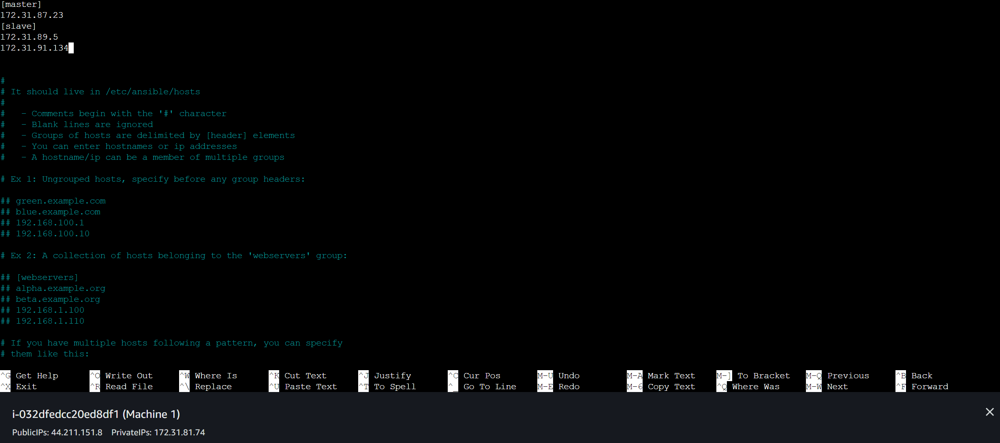 [master]
172.31.87.23
[slave]
172.31.89.5
172.31.91.134
#
# It should live in /etc/ansible/hosts
#
#   - Comments begin with the '#' character
#   - Blank lines are ignored
#   - Groups of hosts are delimited by [header] elements
#   - You can enter hostnames or ip addresses
#   - A hostname/ip can be a member of multiple groups
# Ex 1: Ungrouped hosts, specify before any group headers:
## green.example.com
## blue.example.com
## 192.168.100.1
## 192.168.100.10
# Ex 2: A collection of hosts belonging to the 'webservers' group:
## [webservers]
## alpha.example.org
## beta.example.org
## 192.168.1.100
## 192.168.1.110
# If you have multiple hosts following a pattern, you can specify
# them like this:
^G Get Help ^O Write Out ^W Where Is ^K Cut Text ^J Justify ^C Cur Pos M-U Undo M-A Mark Text M-] To Bracket M-Q Previous ^B Back
^X Exit ^R Read File ^\ Replace ^U Paste Text ^T To Spell ^_ Go To Line M-E Redo M-6 Copy Text ^Q Where Was M-W Next ^F Forward
i-032dfedcc20ed8df1 (Machine 1)
PublicIPs: 44.211.151.8 PrivateIPs: 172.31.81.74